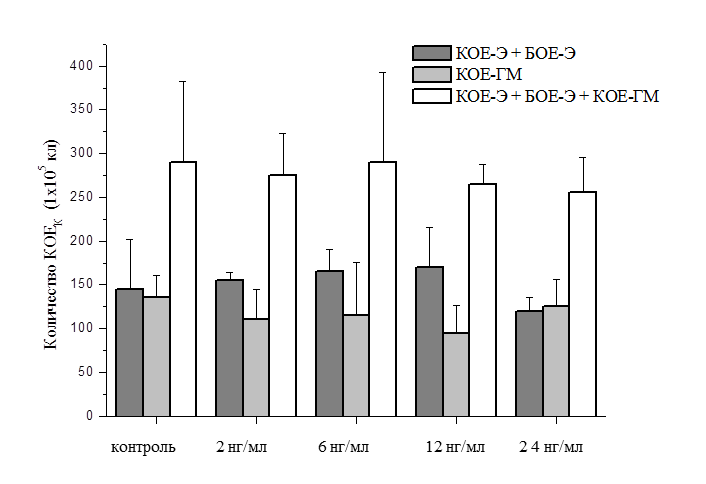 КОЕ-Э + БОЕ-Э
КОЕ-ГМ
КОЕ-Э + БОЕ-Э + КОЕ-ГМ
Количество КОЕК (1x10⁵ кл)
400
350
300
250
200
150
100
50
0
контроль
2 нг/мл
6 нг/мл
12 нг/мл
2 4 нг/мл